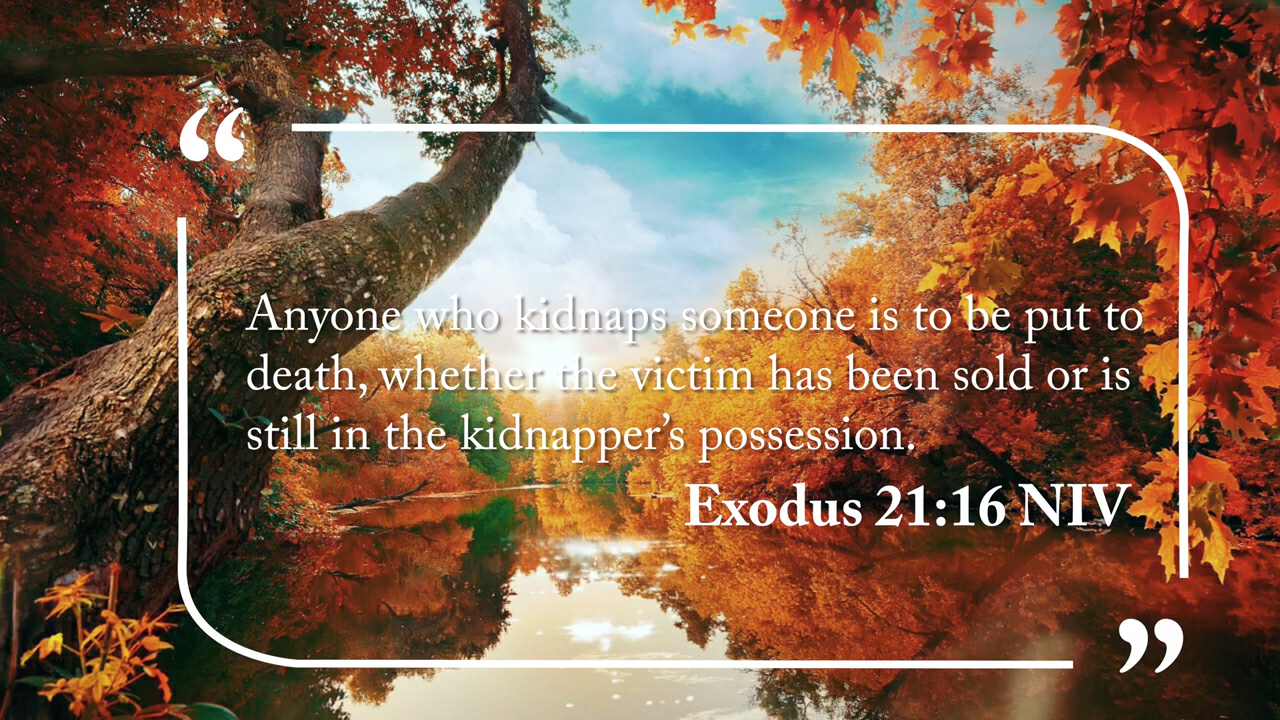 “
Anyone who kidnaps someone is to be put to
death, whether the victim has been sold or is
still in the kidnapper’s possession.
Exodus 21:16 NIV
”